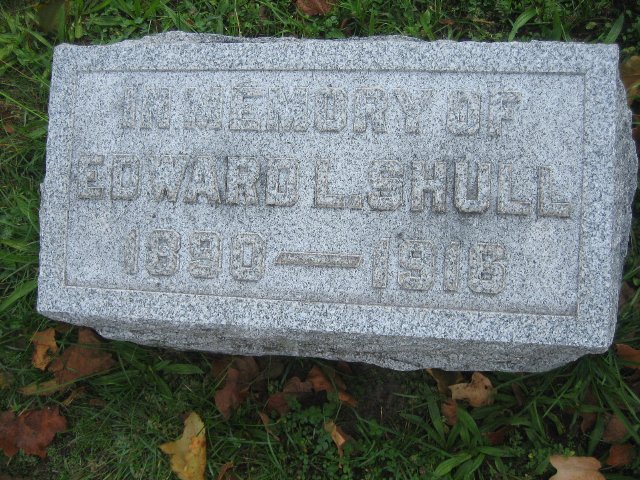 IN MEMORY OF
EDWARD L. SHULL
1890 — 1916